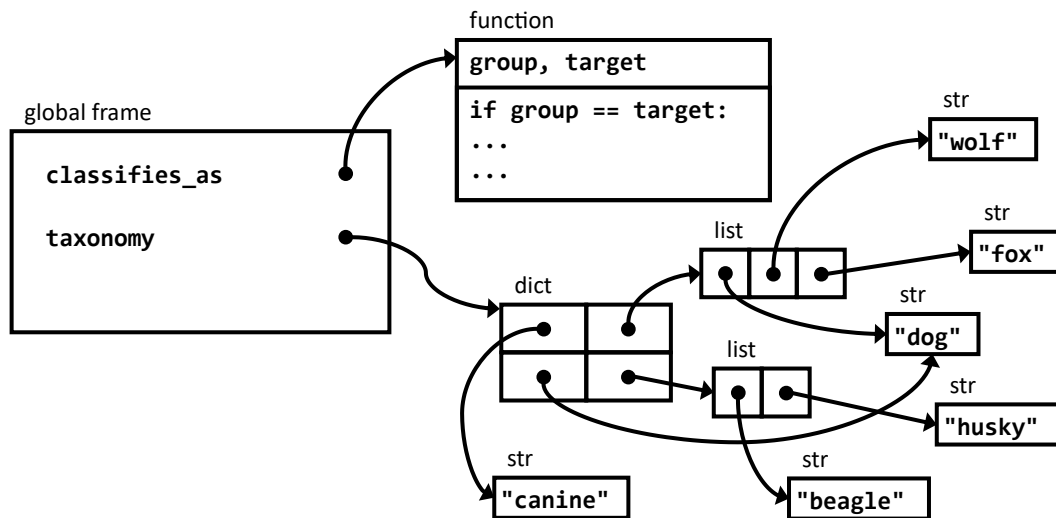 function
group, target
if group == target:
...
...
global frame
classifies_as
taxonomy
str
"wolf"
list
str
"fox"
dict
str
"dog"
list
str
"husky"
str
"canine"
str
"beagle"